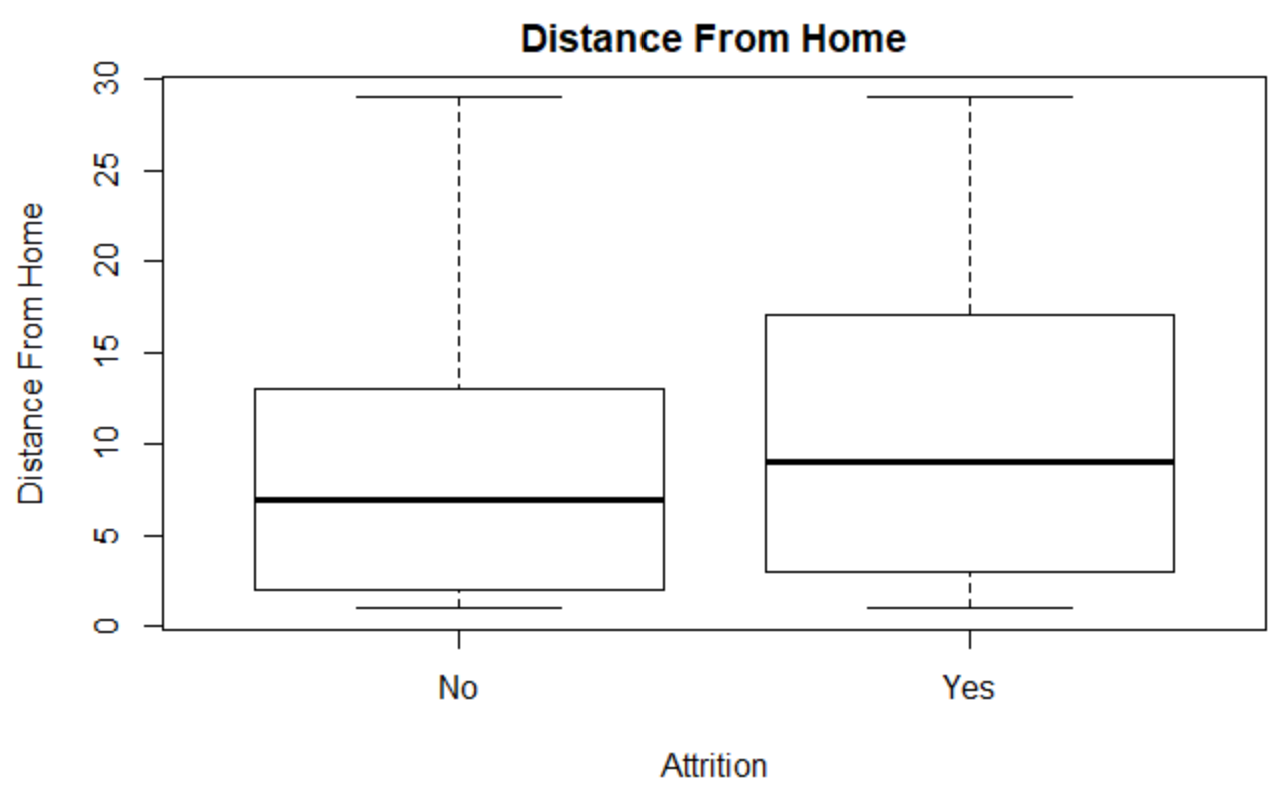 Distance From Home
Distance From Home
30
25
20
15
10
5
0
No
Yes
Attrition